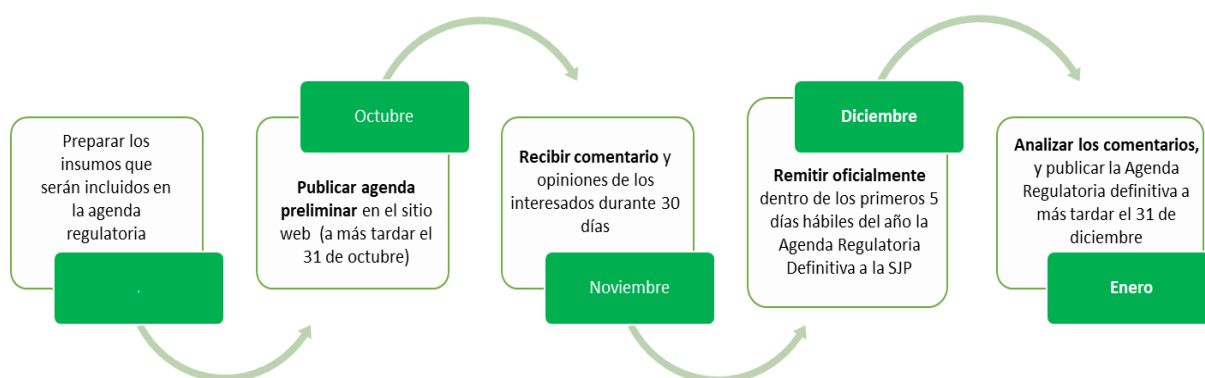 Preparar los
insumos que
serán incluidos en
la agenda
regulatoria
.
Octubre
Publicar agenda
preliminar en el sitio
web (a más tardar el
31 de octubre)
Recibir comentario y
opiniones de los
interesados durante 30
días
Noviembre
Diciembre
Remitir oficialmente
dentro de los primeros 5
días hábiles del año la
Agenda Regulatoria
Definitiva a la SJP
Analizar los comentarios,
y publicar la Agenda
Regulatoria definitiva a
más tardar el 31 de
diciembre
Enero